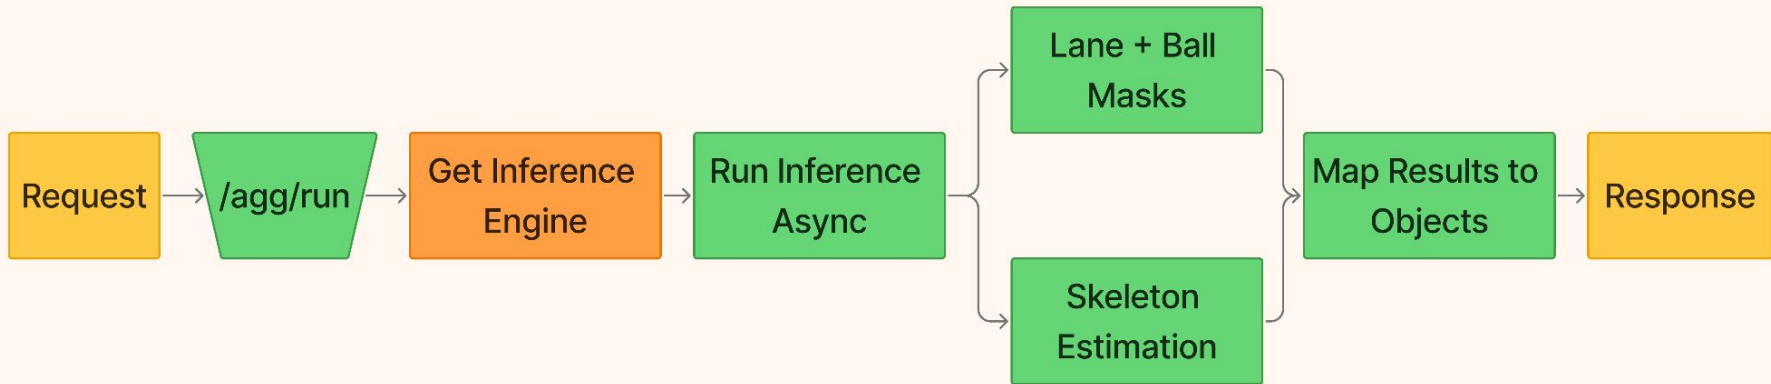 Request
/agg/run
Get Inference
Engine
Run Inference
Async
Lane + Ball
Masks
Skeleton
Estimation
Map Results to
Objects
Response